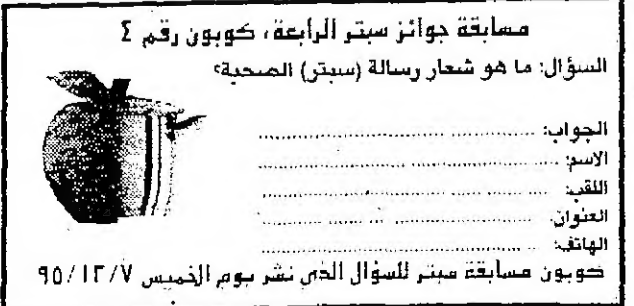 مسابقة جوائز سبتر الرابعة، كوبون رقم ٤
السؤال: ما هو شعار رسالة (سبتر) الصحية؟
الجواب: ........................................
الاسم: ........................................
اللقب: ........................................
العنوان: ........................................
الهاتف: ........................................
كوبون مسابقة سبتر للسؤال الذي نشر يوم الخميس ٩٥/١٢/٧